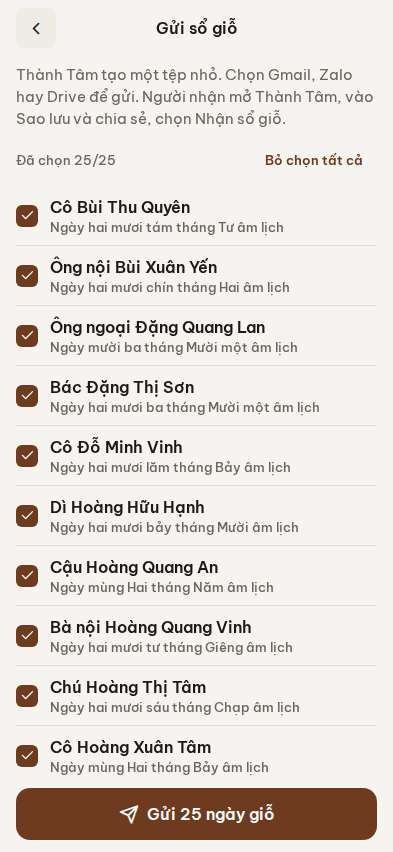 Gửi sổ giỗ
Thành Tâm tạo một tệp nhỏ. Chọn Gmail, Zalo
hay Drive để gửi. Người nhận mở Thành Tâm, vào
Sao lưu và chia sẻ, chọn Nhận sổ giỗ.
Đã chọn 25/25
Bỏ chọn tất cả
Cô Bùi Thu Quyên
Ngày hai mươi tám tháng Tư âm lịch
Ông nội Bùi Xuân Yến
Ngày hai mươi chín tháng Hai âm lịch
Ông ngoại Đặng Quang Lan
Ngày mười ba tháng Mười một âm lịch
Bác Đặng Thị Sơn
Ngày hai mươi ba tháng Mười một âm lịch
Cô Đỗ Minh Vinh
Ngày hai mươi lăm tháng Bảy âm lịch
Dì Hoàng Hữu Hạnh
Ngày hai mươi bảy tháng Mười âm lịch
Cậu Hoàng Quang An
Ngày mùng Hai tháng Năm âm lịch
Bà nội Hoàng Quang Vinh
Ngày hai mươi tư tháng Giêng âm lịch
Chú Hoàng Thị Tâm
Ngày hai mươi sáu tháng Chạp âm lịch
Cô Hoàng Xuân Tâm
Ngày mùng Hai tháng Bảy âm lịch
Gửi 25 ngày giỗ